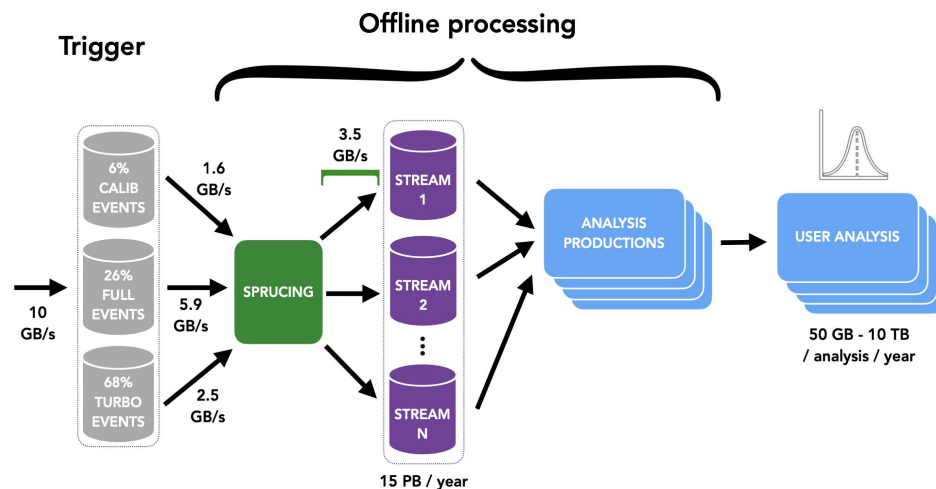 Offline processing
Trigger
6%
CALIB
EVENTS
26%
FULL
EVENTS
68%
TURBO
EVENTS
10
GB/s
1.6
GB/s
5.9
GB/s
2.5
GB/s
SPRUCING
3.5
GB/s
STREAM
1
STREAM
2
STREAM
N
15 PB / year
ANALYSIS
PRODUCTIONS
USER ANALYSIS
50 GB - 10 TB
/ analysis / year